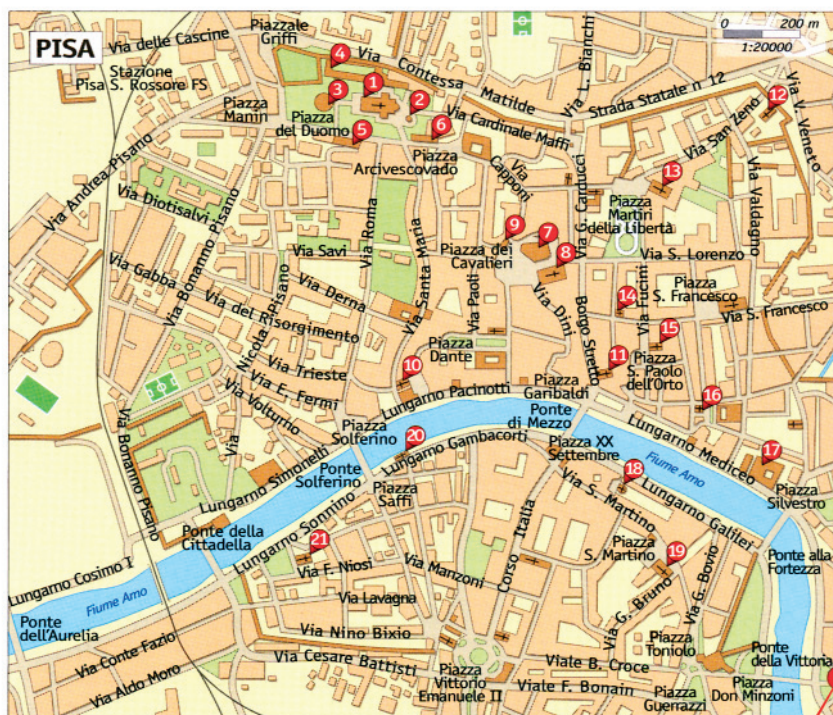 PISA
0 200 m
1:20000
Via delle Cascine
Piazzale
Griffi
Via Contessa
Matilde
Via L. Bianchi
Strada Statale n 12
Via V. Veneto
Stazione
Pisa S. Rossore FS
Piazza
Manin
4
3
1
2
5
6
12
13
Piazza
del Duomo
Via Cardinale Maffi
Via San Zeno
Piazza
Arcivescovado
Via
Capponi
Via G. Carducci
Piazza
Martiri
della Libertà
Via Valdagno
Via Andrea Pisano
Via Diotisalvi
Via Bonanno Pisano
Via Roma
Via Savi
Via Santa Maria
9
7
8
Piazza dei
Cavalieri
Via S. Lorenzo
Via Gabba
Via Derna
Nicola Pisano
Via
Via del Risorgimento
Via Paoli
Via Dini
Borgo Stretto
14
Via Fucini
Piazza
S. Francesco
Via S. Francesco
15
Via Trieste
Piazza
Dante
10
11
Piazza
S. Paolo
dell'Orto
Via E. Fermi
Via Volturno
Lungarno Pacinotti
Piazza
Garibaldi
16
Via Bonanno Pisano
Piazza
Solferino
20
Lungarno Gambacorti
Ponte
di Mezzo
Lungarno Mediceo
17
Lungarno Simonelli
Ponte
Solferino
Piazza XX
Settembre
Fiume Arno
18
Piazza
Silvestro
Piazza
Saffi
Via S. Martino
Lungarno Galilei
Ponte della
Cittadella
Lungarno Sonnino
Corso Italia
21
Via F. Niosi
Piazza
S. Martino
19
Ponte alla
Fortezza
Lungarno Cosimo I
Via Manzoni
Via G. Bovio
Via Lavagna
Fiume Arno
Via G. Bruno
Ponte
dell'Aurelia
Via Nino Bixio
Piazza
Toniolo
Ponte
della Vittoria
Via Conte Fazio
Via Cesare Battisti
Piazza
Vittorio
Emanuele II
Viale B. Croce
Via Aldo Moro
Viale F. Bonain
Piazza
Guerrazzi
Piazza
Don Minzoni